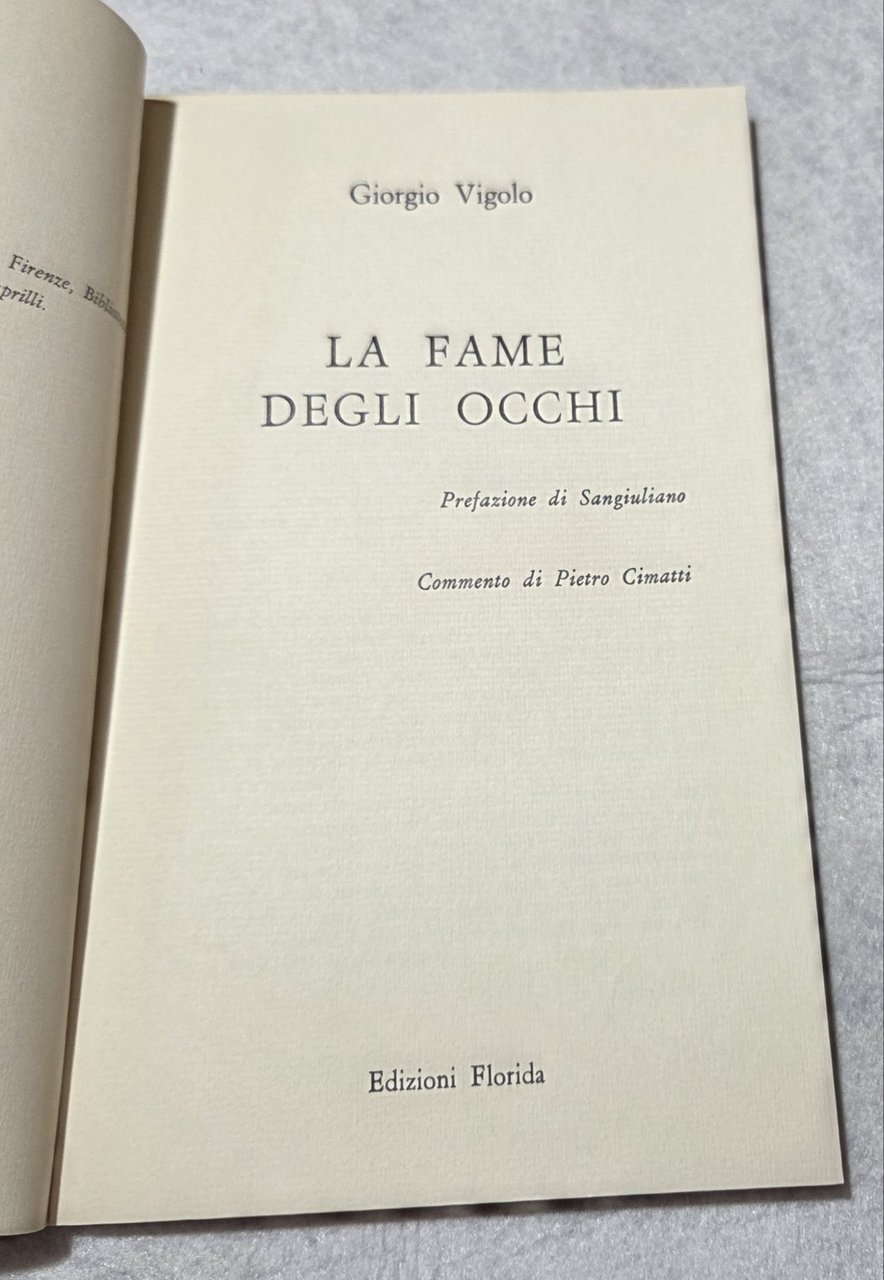 Firenze,
prilli.
Giorgio Vigolo
LA FAME
DEGLI OCCHI
Prefazione di Sangiuliano
Commento di Pietro Cimatti
Edizioni Florida